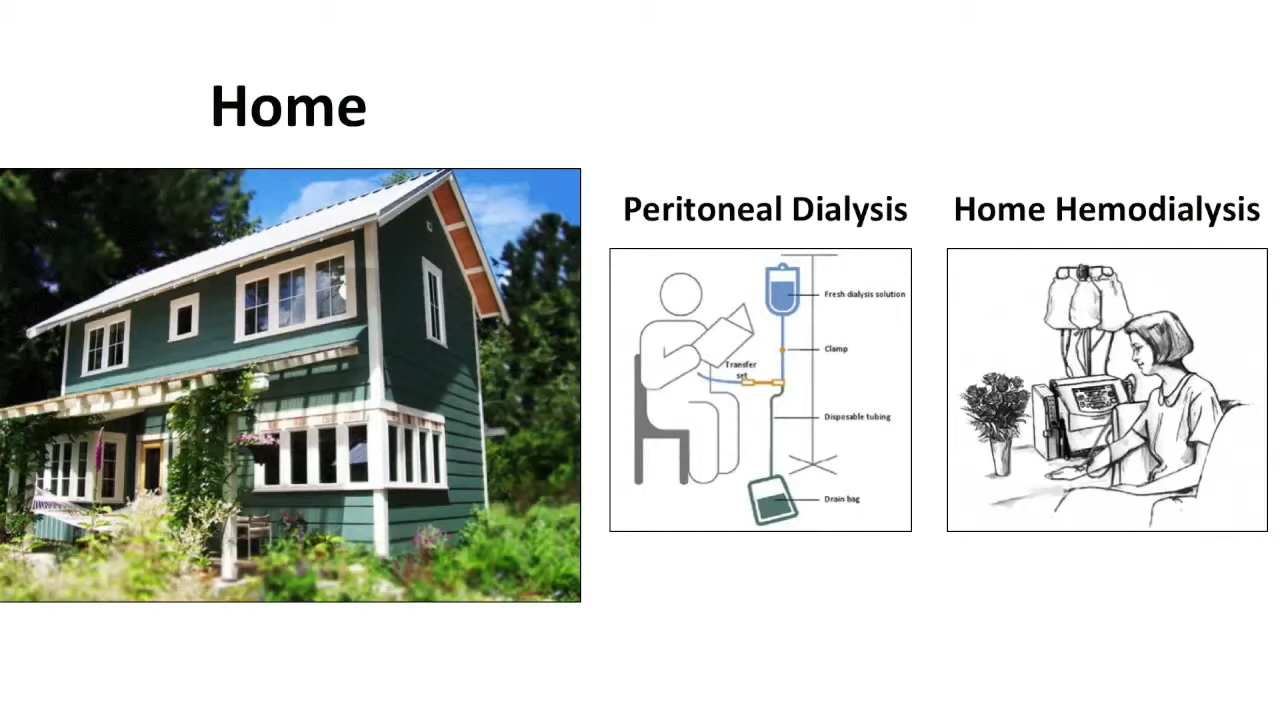 Home
Peritoneal Dialysis
Home Hemodialysis
Fresh dialysis solution
Clamp
Transfer
set
Disposable tubing
Drain bag